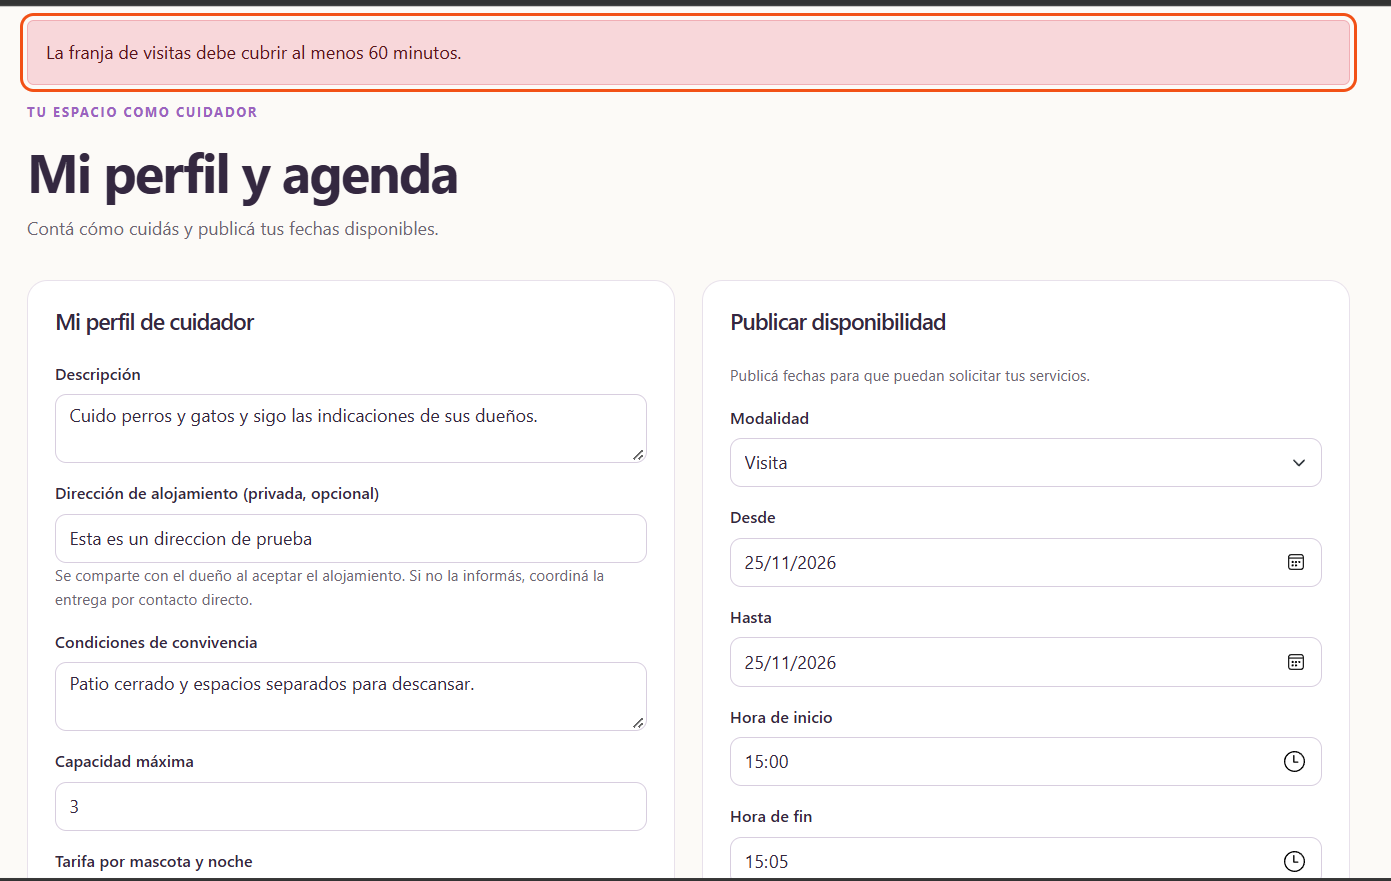 La franja de visitas debe cubrir al menos 60 minutos.
TU ESPACIO COMO CUIDADOR
Mi perfil y agenda
Contá cómo cuidás y publicá tus fechas disponibles.
Mi perfil de cuidador
Descripción
Cuido perros y gatos y sigo las indicaciones de sus dueños.
Dirección de alojamiento (privada, opcional)
Esta es un direccion de prueba
Se comparte con el dueño al aceptar el alojamiento. Si no la informás, coordiná la
entrega por contacto directo.
Condiciones de convivencia
Patio cerrado y espacios separados para descansar.
Capacidad máxima
3
Tarifa por mascota y noche
Publicar disponibilidad
Publicá fechas para que puedan solicitar tus servicios.
Modalidad
Visita
Desde
25/11/2026
Hasta
25/11/2026
Hora de inicio
15:00
Hora de fin
15:05